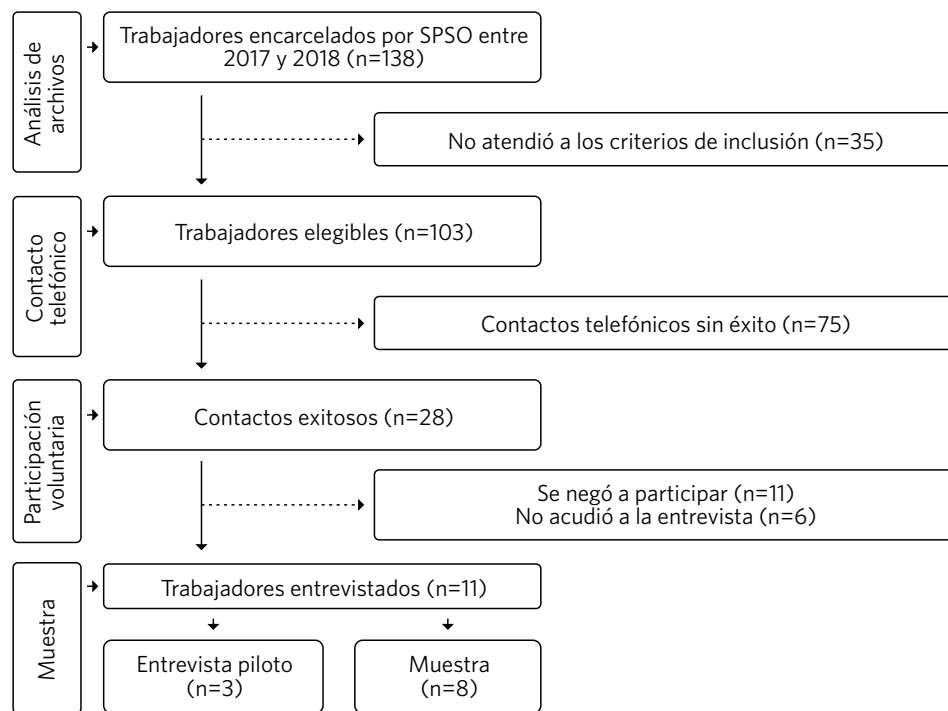 Análisis de
archivos
Trabajadores encarcelados por SPSO entre
2017 y 2018 (n=138)
No atendió a los criterios de inclusión (n=35)
Contacto
telefónico
Trabajadores elegibles (n=103)
Contactos telefónicos sin éxito (n=75)
Participación
voluntaria
Contactos exitosos (n=28)
Se negó a participar (n=11)
No acudió a la entrevista (n=6)
Muestra
Trabajadores entrevistados (n=11)
Entrevista piloto
(n=3)
Muestra
(n=8)